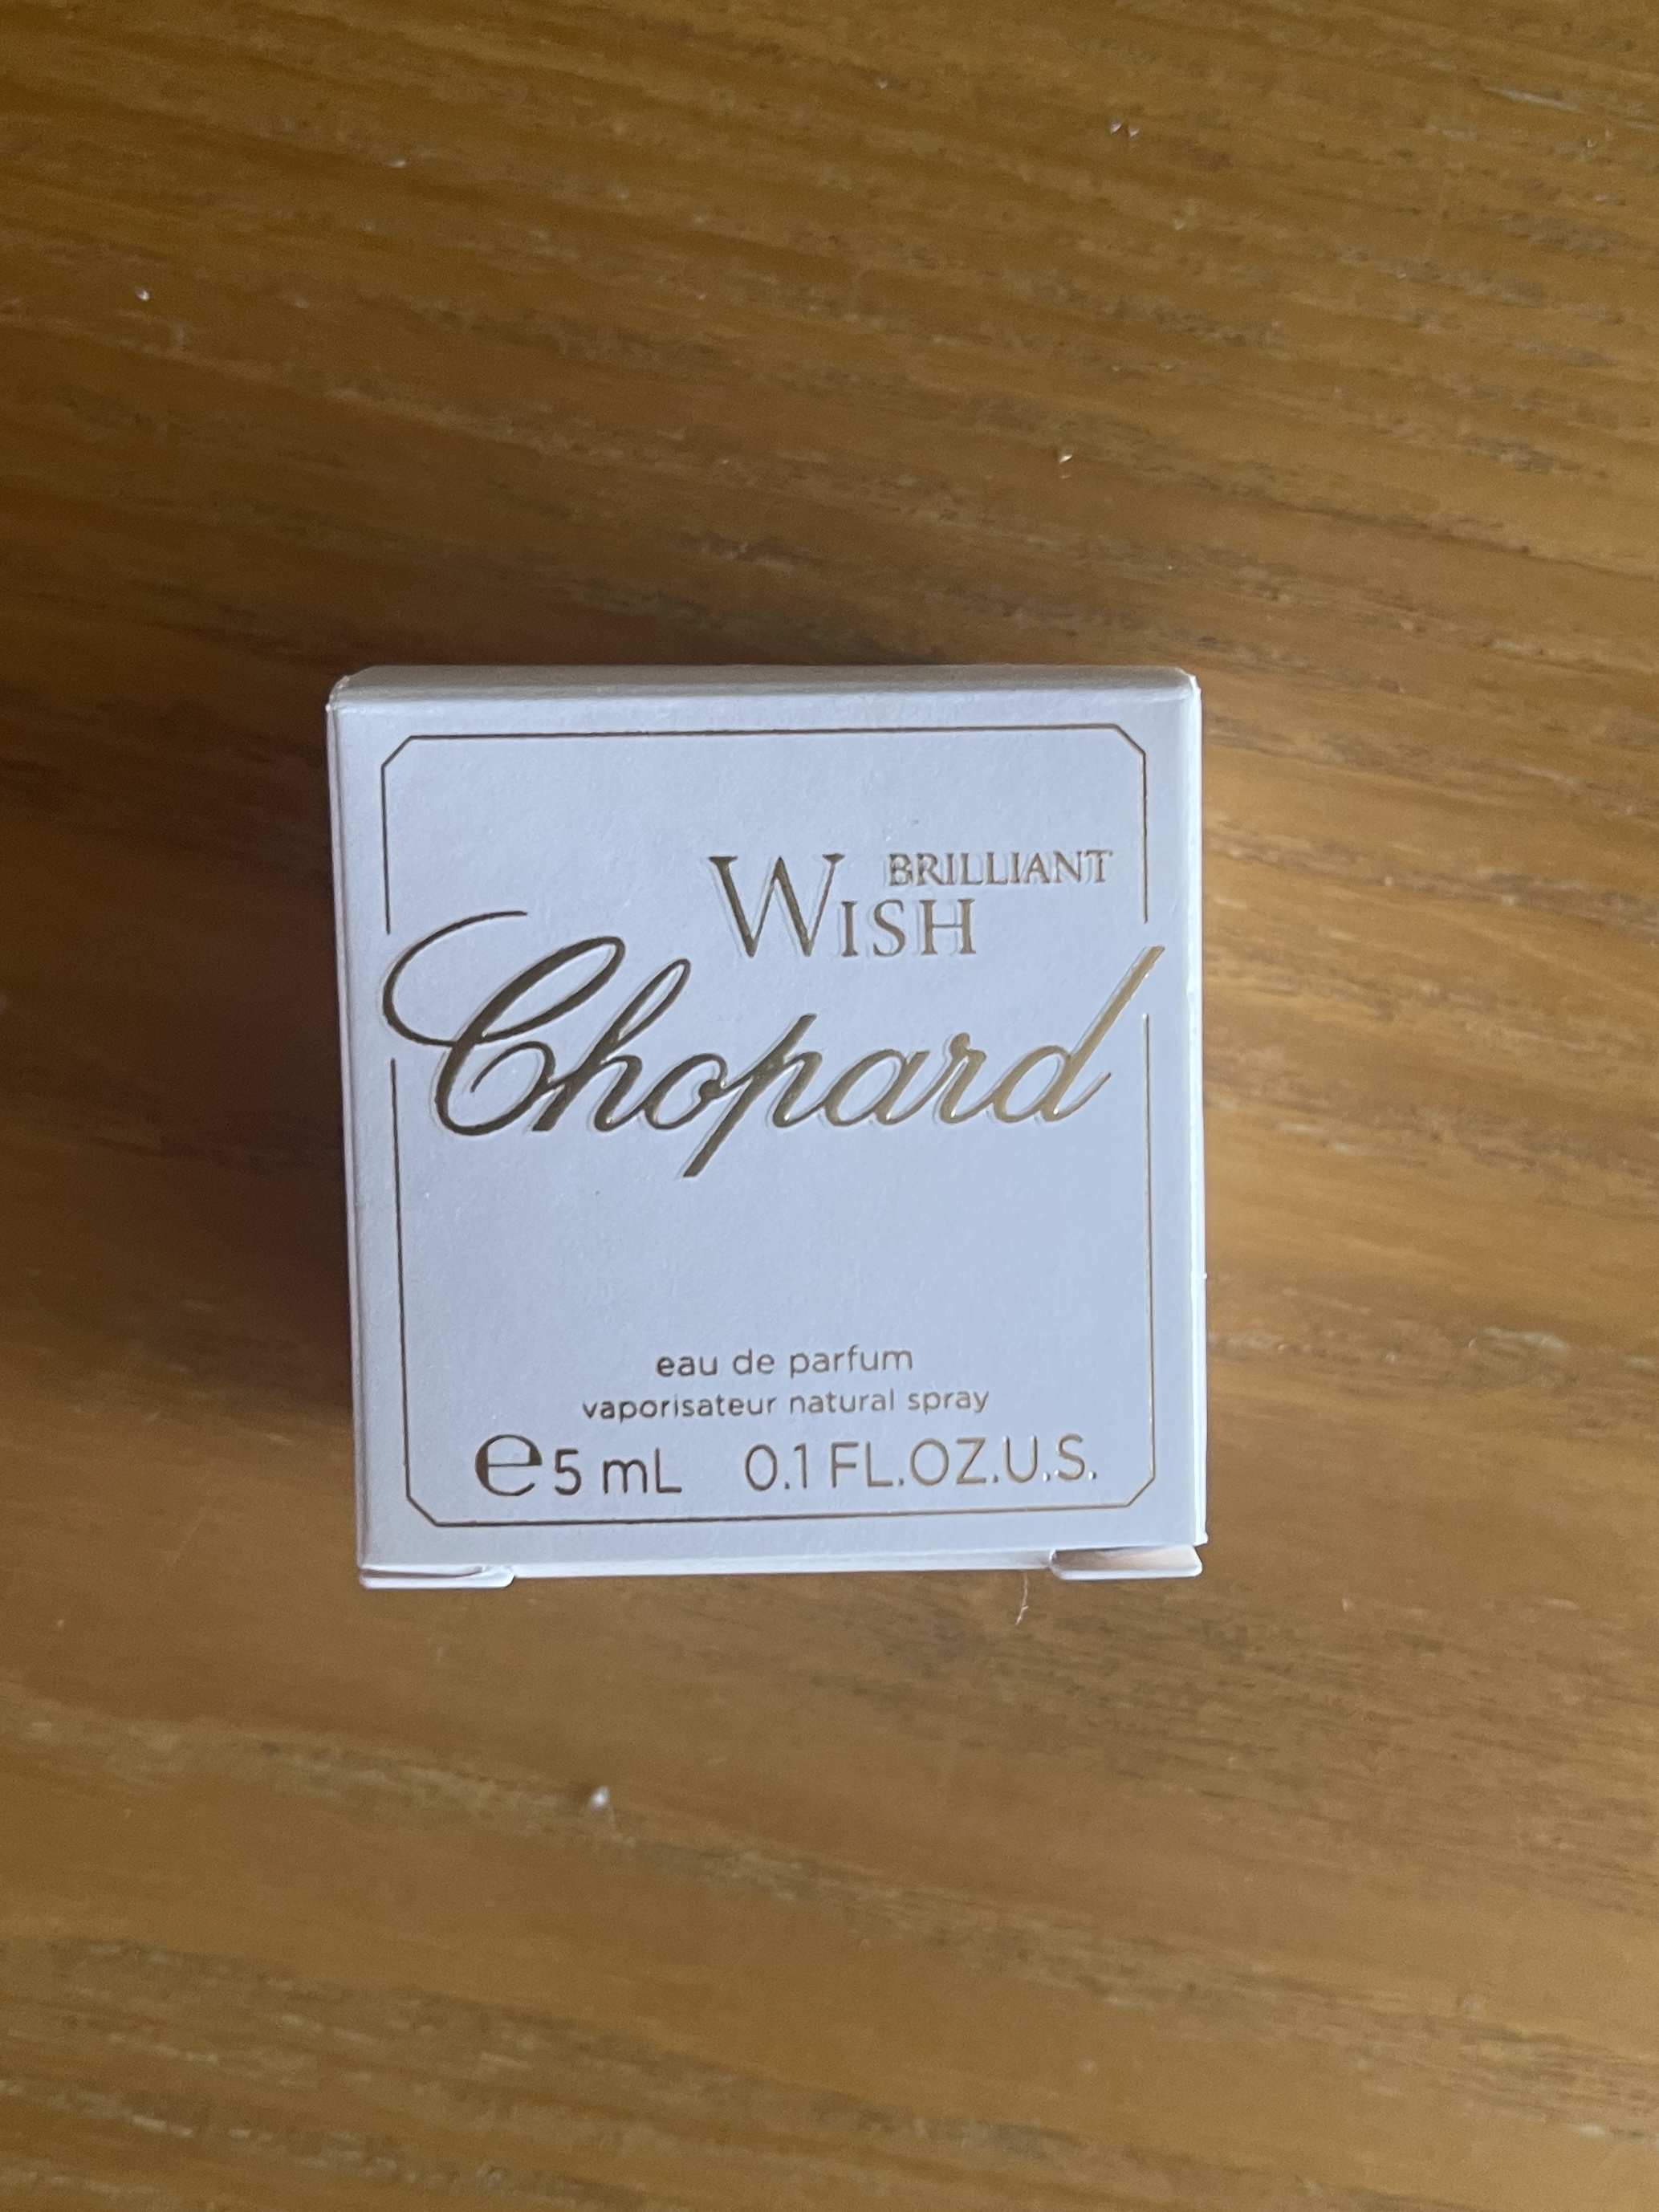 BRILLIANT
WISH
Chopard
eau de parfum
vaporisateur natural spray
℮5 mL 0.1 FL.OZ.U.S.